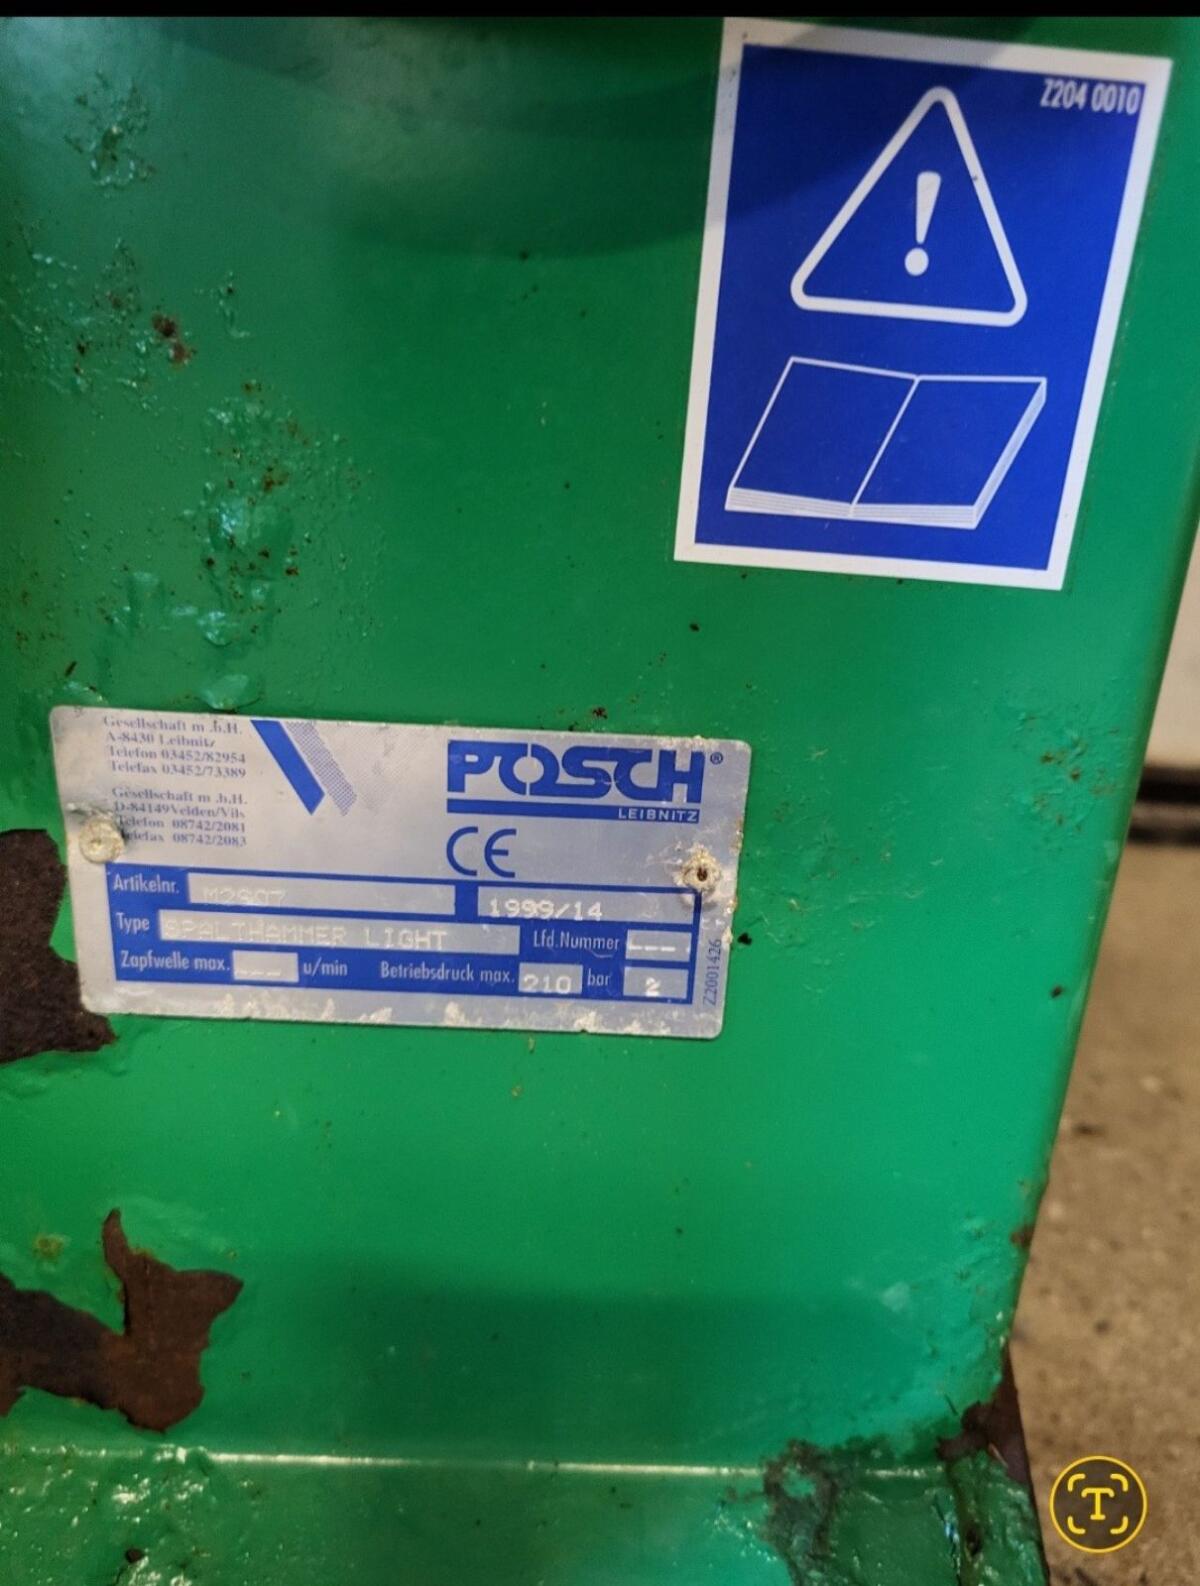 Z204 0010
!
Gesellschaft m .b.H.
A-8430 Leibnitz
Telefon 03452/82954
Telefax 03452/73389
Gesellschaft m .b.H.
D-84149Velden/Vils
Telefon 08742/2081
Telefax 08742/2083
POSCH®
LEIBNITZ
CE
Artikelnr. 1999/14
Type SPALTHAMMER LIGHT Lfd.Nummer ---.
Zapfwelle max. --- u/min Betriebsdruck max. 210 bar 2
Z2001426
T